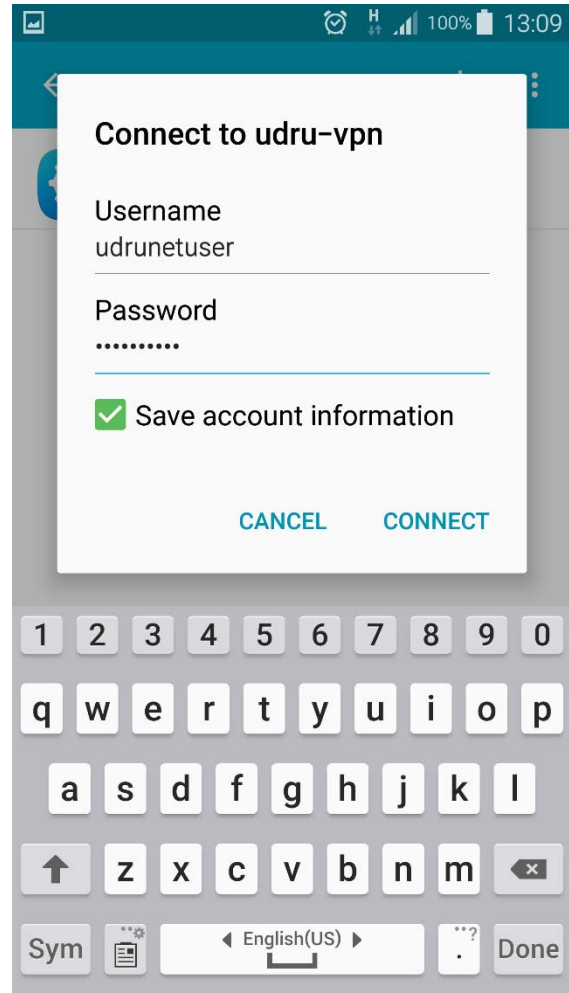 H 100% 13:09
Connect to udru-vpn
Username
udrunetuser
Password
••••••••••
Save account information
CANCEL CONNECT
1 2 3 4 5 6 7 8 9 0
q w e r t y u i o p
a s d f g h j k l
z x c v b n m
Sym English(US) . ? Done